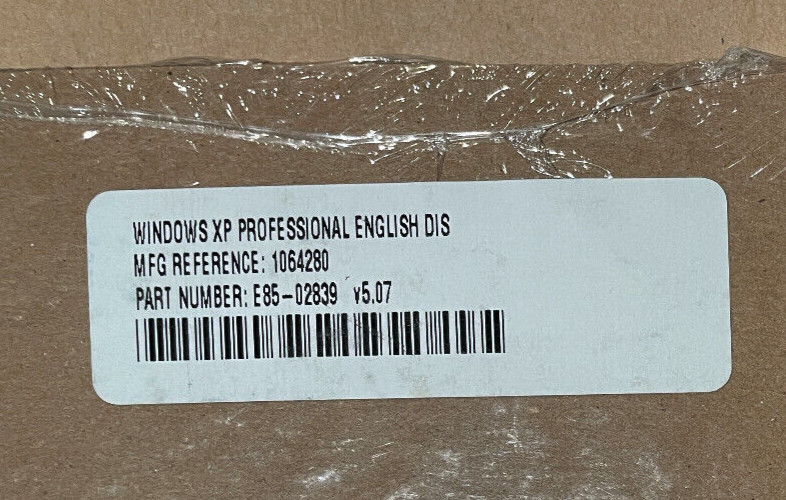 WINDOWS XP PROFESSIONAL ENGLISH DIS
MFG REFERENCE: 1064280
PART NUMBER: E85-02839 v5.07